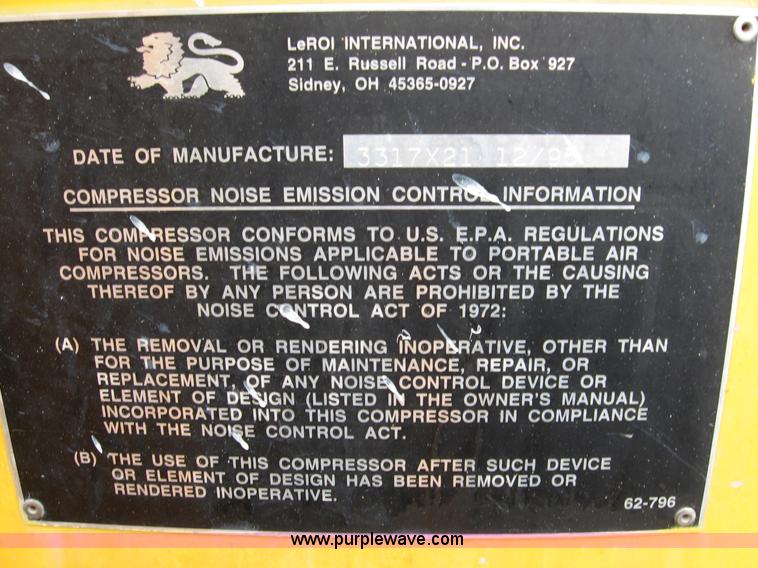 LeROI INTERNATIONAL, INC.
211 E. Russell Road - P.O. Box 927
Sidney, OH 45365-0927
DATE OF MANUFACTURE: 3317X21 12/95
COMPRESSOR NOISE EMISSION CONTROL INFORMATION
THIS COMPRESSOR CONFORMS TO U.S. E.P.A. REGULATIONS
FOR NOISE EMISSIONS APPLICABLE TO PORTABLE AIR
COMPRESSORS. THE FOLLOWING ACTS OR THE CAUSING
THEREOF BY ANY PERSON ARE PROHIBITED BY THE
NOISE CONTROL ACT OF 1972:
(A) THE REMOVAL OR RENDERING INOPERATIVE, OTHER THAN
FOR THE PURPOSE OF MAINTENANCE, REPAIR, OR
REPLACEMENT, OF ANY NOISE CONTROL DEVICE OR
ELEMENT OF DESIGN (LISTED IN THE OWNER'S MANUAL)
INCORPORATED INTO THIS COMPRESSOR IN COMPLIANCE
WITH THE NOISE CONTROL ACT.
(B) THE USE OF THIS COMPRESSOR AFTER SUCH DEVICE
OR ELEMENT OF DESIGN HAS BEEN REMOVED OR
RENDERED INOPERATIVE.
62-796
www.purplewave.com